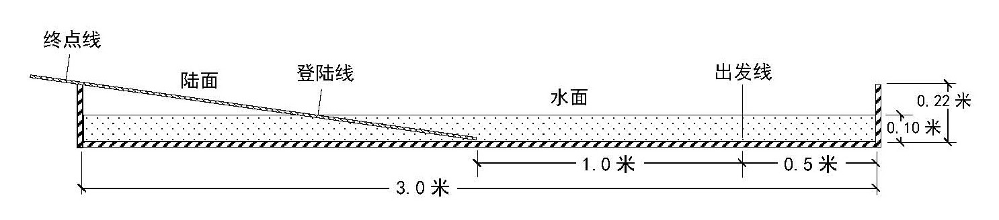 终点线
陆面
登陆线
水面
出发线
0.22米
0.10米
1.0米
0.5米
3.0米